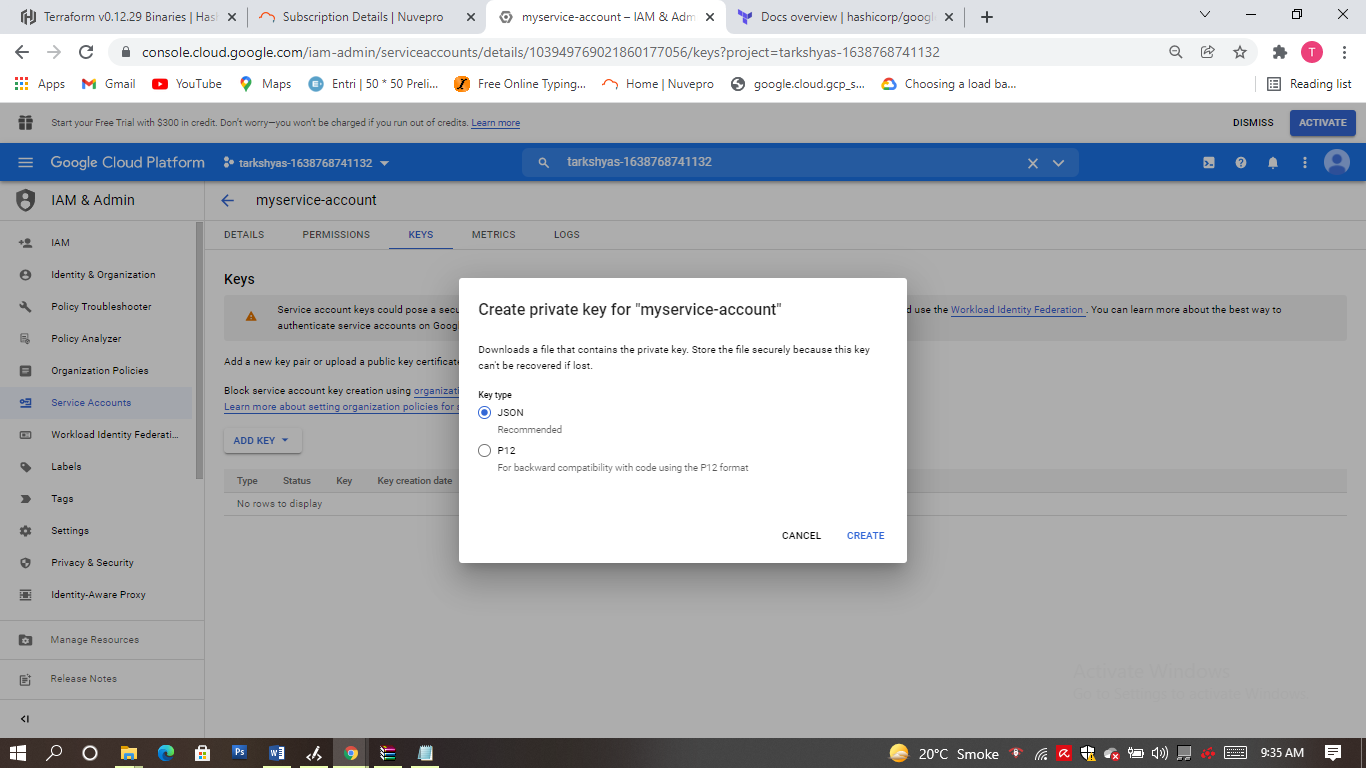 Terraform v0.12.29 Binaries | Has
Subscription Details | Nuvepro
myservice-account – IAM & Adm
Docs overview | hashicorp/googl
console.cloud.google.com/iam-admin/serviceaccounts/details/103949769021860177056/keys?project=tarkshyas-1638768741132
T
Apps
Gmail
YouTube
Maps
Entri | 50 * 50 Preli...
Free Online Typing...
Home | Nuvepro
google.cloud.gcp_s...
Choosing a load ba...
Reading list
Start your Free Trial with $300 in credit. Don't worry—you won't be charged if you run out of credits. Learn more
DISMISS
ACTIVATE
Google Cloud Platform
tarkshyas-1638768741132
tarkshyas-1638768741132
IAM & Admin
myservice-account
DETAILS
PERMISSIONS
KEYS
METRICS
LOGS
IAM
Identity & Organization
Policy Troubleshooter
Policy Analyzer
Organization Policies
Service Accounts
Workload Identity Federati...
Labels
Tags
Settings
Privacy & Security
Identity-Aware Proxy
Manage Resources
Release Notes
Keys
Service account keys could pose a secu
d use the Workload Identity Federation . You can learn more about the best way to
authenticate service accounts on Goog
Add a new key pair or upload a public key certificate
Block service account key creation using organizati
Learn more about setting organization policies for s
ADD KEY
Type
Status
Key
Key creation date
No rows to display
Create private key for "myservice-account"
Downloads a file that contains the private key. Store the file securely because this key
can't be recovered if lost.
Key type
JSON
Recommended
P12
For backward compatibility with code using the P12 format
CANCEL
CREATE
Activate Windows
Go to Settings to activate Windows.
20°C Smoke
9:35 AM